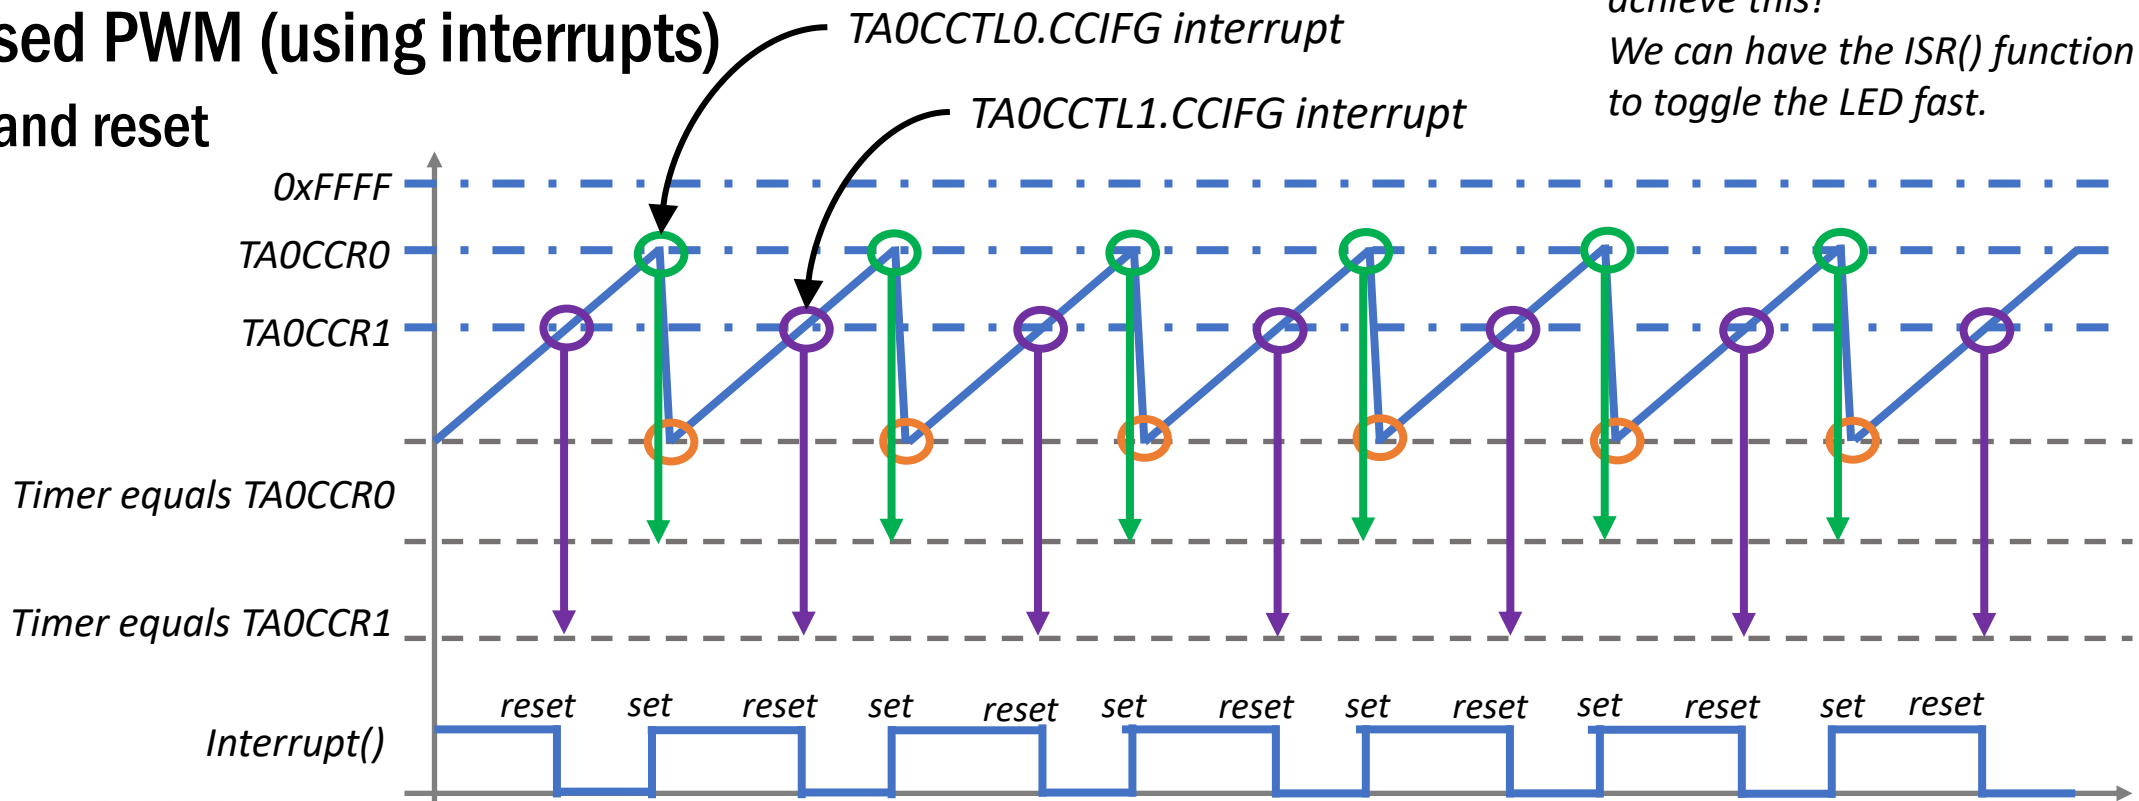 sed PWM (using interrupts)
and reset
TA0CCTL0.CCIFG interrupt
TA0CCTL1.CCIFG interrupt
achieve this?
We can have the ISR() function
to toggle the LED fast.
0xFFFF
TA0CCR0
TA0CCR1
Timer equals TA0CCR0
Timer equals TA0CCR1
reset set reset set reset set reset set reset set reset set reset
Interrupt()